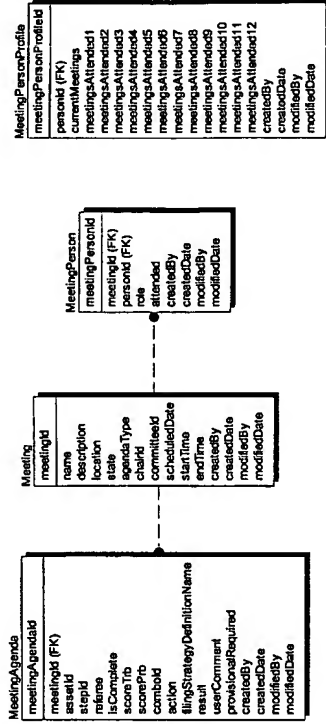 MeetingAgenda
meetingAgendaId
meetingId (FK)
assetId
stepId
referee
isComplete
scoreTrb
scorePrb
comboId
action
filingStrategyDefinitionName
result
userComment
provisionalRequired
createdBy
createdDate
modifiedBy
modifiedDate
Meeting
meetingId
name
description
location
state
agendaType
chairId
committeeId
scheduledDate
startTime
endTime
createdBy
createdDate
modifiedBy
modifiedDate
MeetingPerson
meetingPersonId
meetingId (FK)
personId (FK)
role
attended
createdBy
createdDate
modifiedBy
modifiedDate
MeetingPersonProfile
meetingPersonProfileId
personId (FK)
currentMeetings
meetingsAttended1
meetingsAttended2
meetingsAttended3
meetingsAttended4
meetingsAttended5
meetingsAttended6
meetingsAttended7
meetingsAttended8
meetingsAttended9
meetingsAttended10
meetingsAttended11
meetingsAttended12
createdBy
createdDate
modifiedBy
modifiedDate